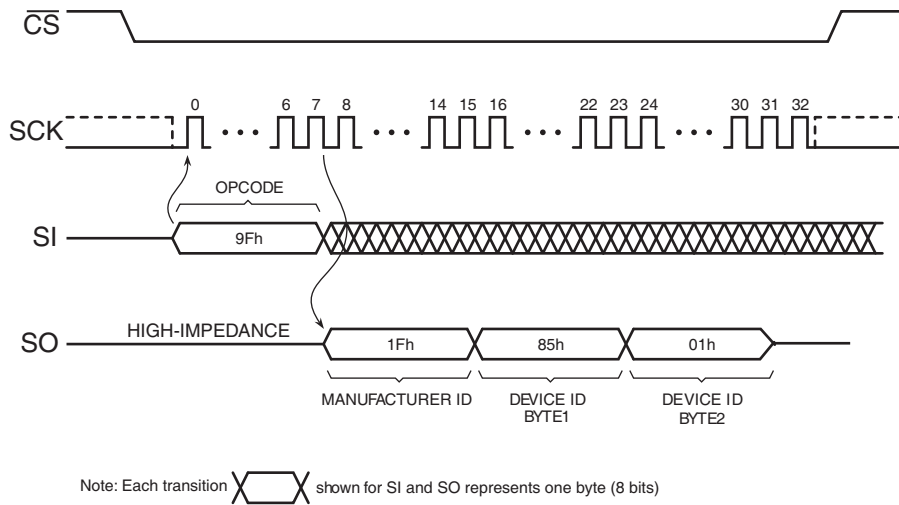 CS
0 6 7 8 14 15 16 22 23 24 30 31 32
SCK
OPCODE
SI
9Fh
HIGH-IMPEDANCE
SO
1Fh 85h 01h
MANUFACTURER ID DEVICE ID DEVICE ID
BYTE1 BYTE2
Note: Each transition shown for SI and SO represents one byte (8 bits)